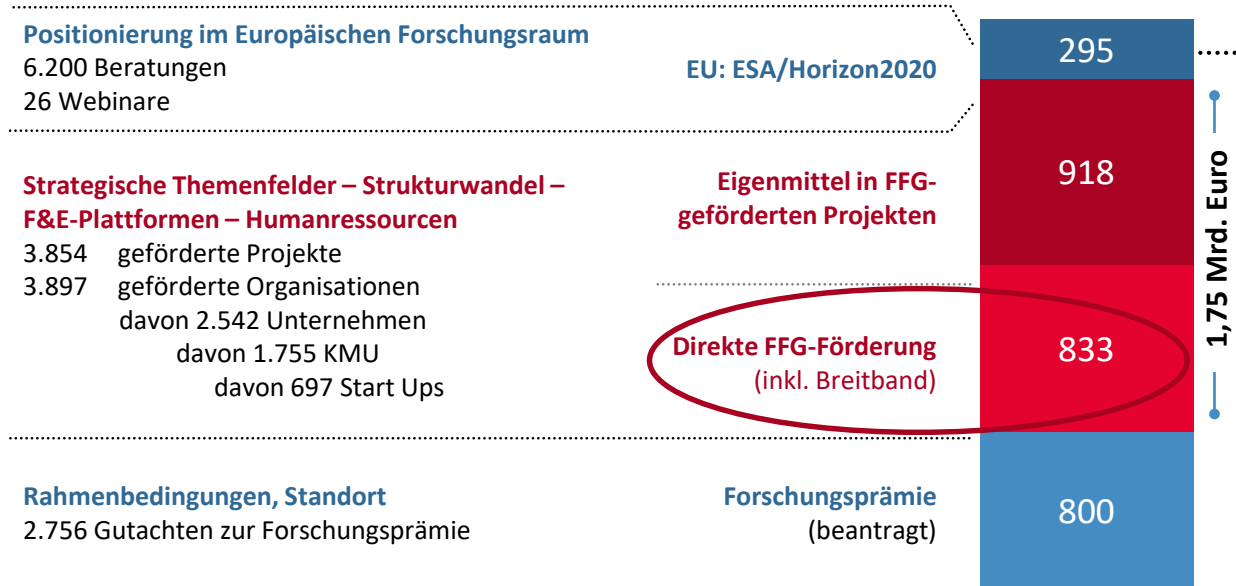 Positionierung im Europäischen Forschungsraum
6.200 Beratungen
26 Webinare
EU: ESA/Horizon2020
295
Strategische Themenfelder – Strukturwandel –
F&E-Plattformen – Humanressourcen
3.854 geförderte Projekte
3.897 geförderte Organisationen
davon 2.542 Unternehmen
davon 1.755 KMU
davon 697 Start Ups
Eigenmittel in FFG-
geförderten Projekten
918
Direkte FFG-Förderung
(inkl. Breitband)
833
1,75 Mrd. Euro
Rahmenbedingungen, Standort
2.756 Gutachten zur Forschungsprämie
Forschungsprämie
(beantragt)
800